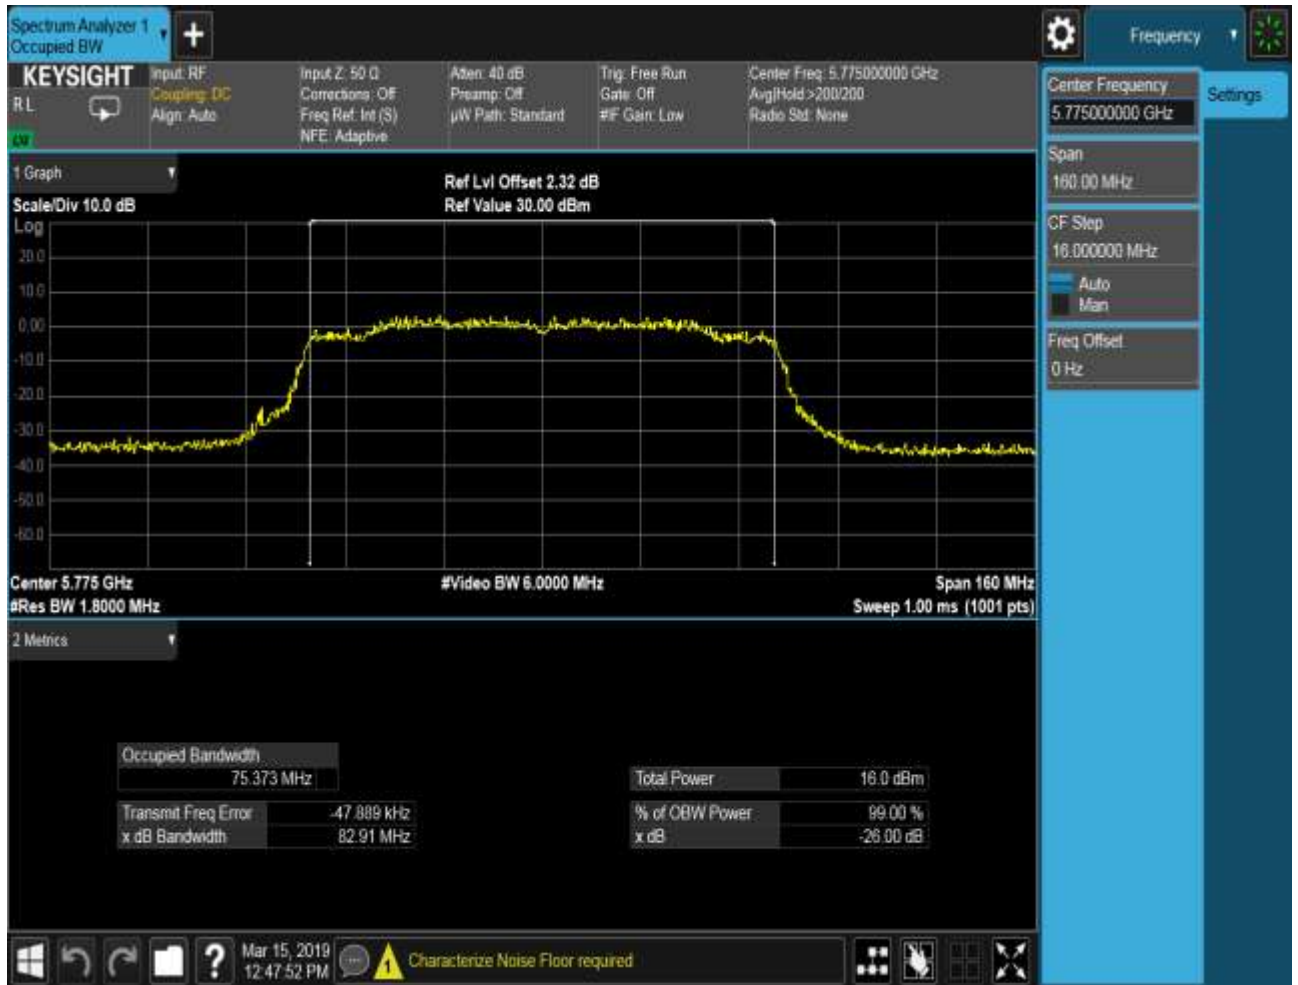 Spectrum Analyzer 1
Occupied BW
+
Frequency
KEYSIGHT
RL
Input: RF
Coupling: DC
Align: Auto
Input Z: 50 Ω
Corrections: Off
Freq Ref: Int (S)
NFE: Adaptive
Atten: 40 dB
Preamp: Off
µW Path: Standard
Trig: Free Run
Gate: Off
#IF Gain: Low
Center Freq: 5.775000000 GHz
Avg|Hold:>200/200
Radio Std: None
Center Frequency
5.775000000 GHz
Settings
Span
160.00 MHz
CF Step
16.000000 MHz
Auto
Man
Freq Offset
0 Hz
1 Graph
Scale/Div 10.0 dB
Ref Lvl Offset 2.32 dB
Ref Value 30.00 dBm
Log
20.0
10.0
0.00
-10.0
-20.0
-30.0
-40.0
-50.0
-60.0
Center 5.775 GHz
#Video BW 6.0000 MHz
Span 160 MHz
#Res BW 1.8000 MHz
Sweep 1.00 ms (1001 pts)
2 Metrics
Occupied Bandwidth
75.373 MHz
Total Power 16.0 dBm
Transmit Freq Error -47.889 kHz
% of OBW Power 99.00 %
x dB Bandwidth 82.91 MHz
x dB -26.00 dB
?
Mar 15, 2019
12:47:52 PM
1
Characterize Noise Floor required